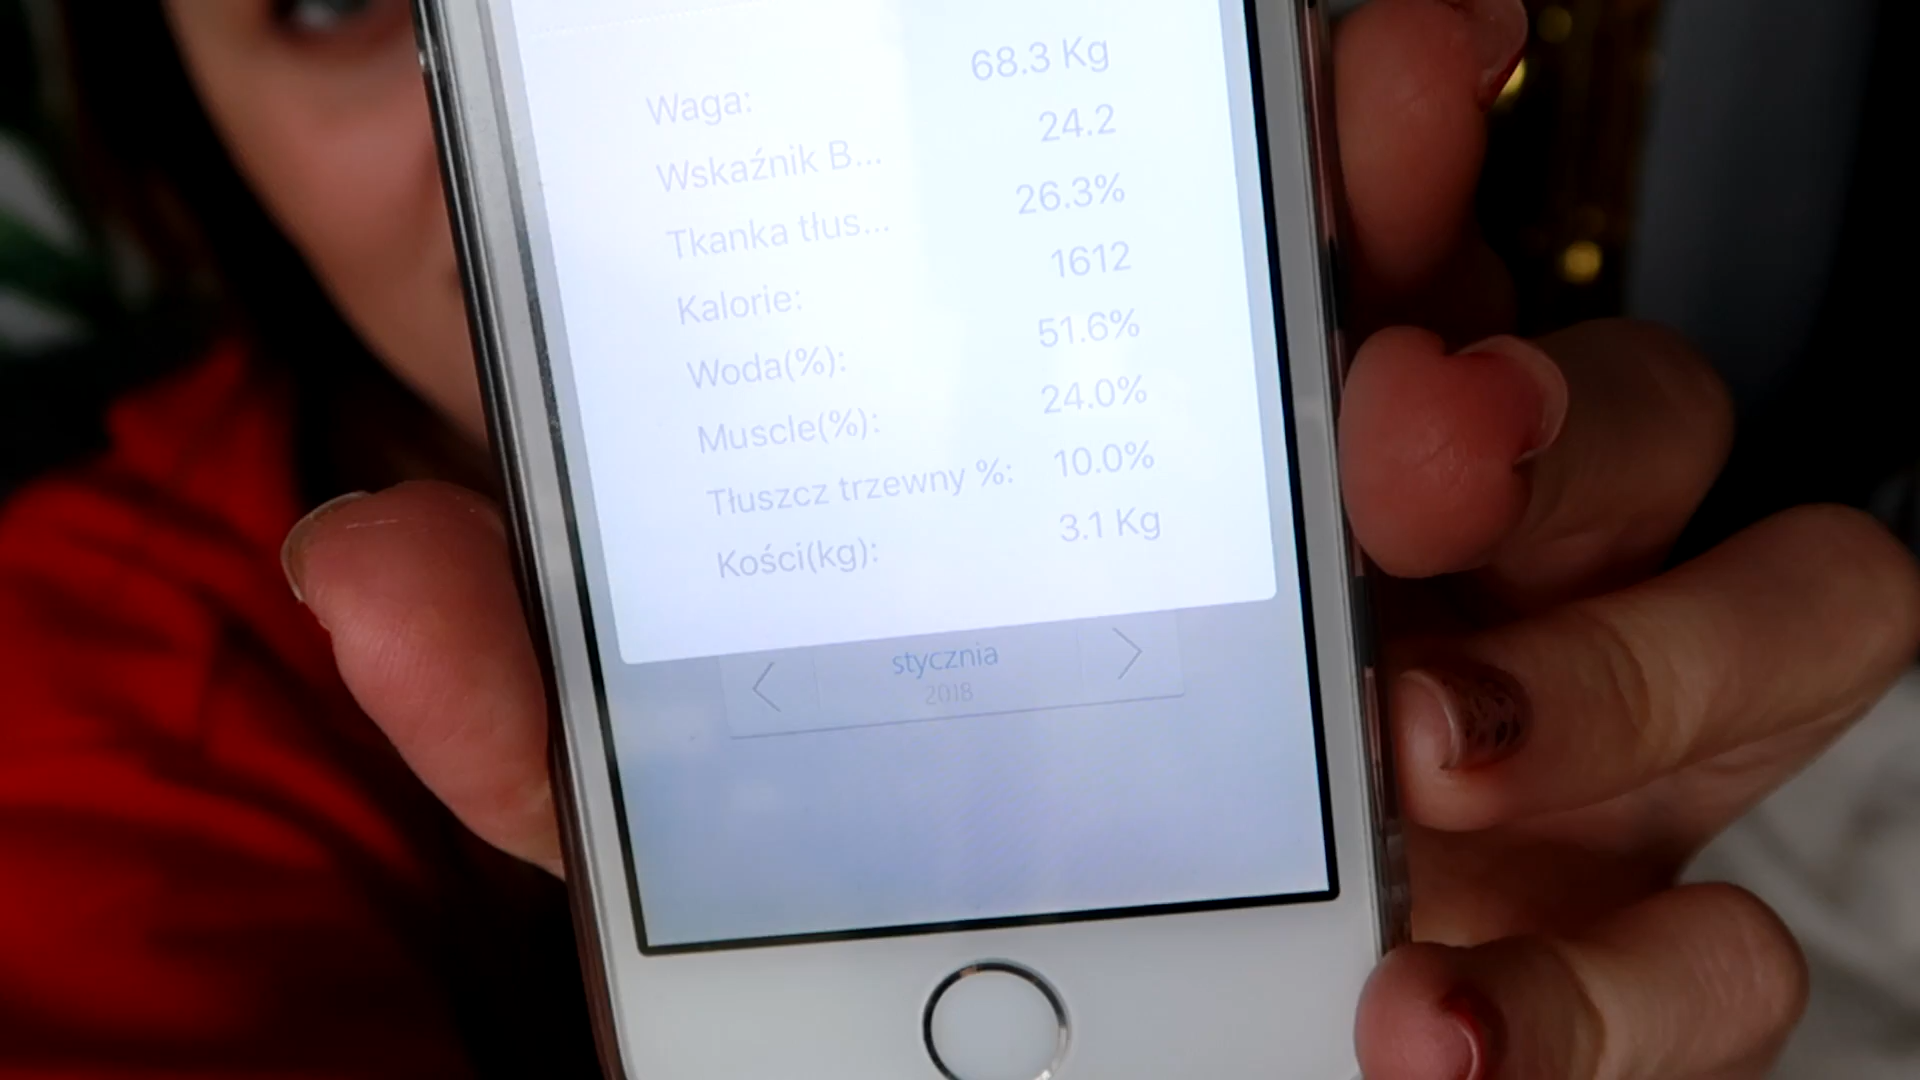 Waga: 68.3 Kg
Wskaźnik B... 24.2
Tkanka tłus... 26.3%
Kalorie: 1612
Woda(%): 51.6%
Muscle(%): 24.0%
Tłuszcz trzewny %: 10.0%
Kości(kg): 3.1 Kg
stycznia
2018